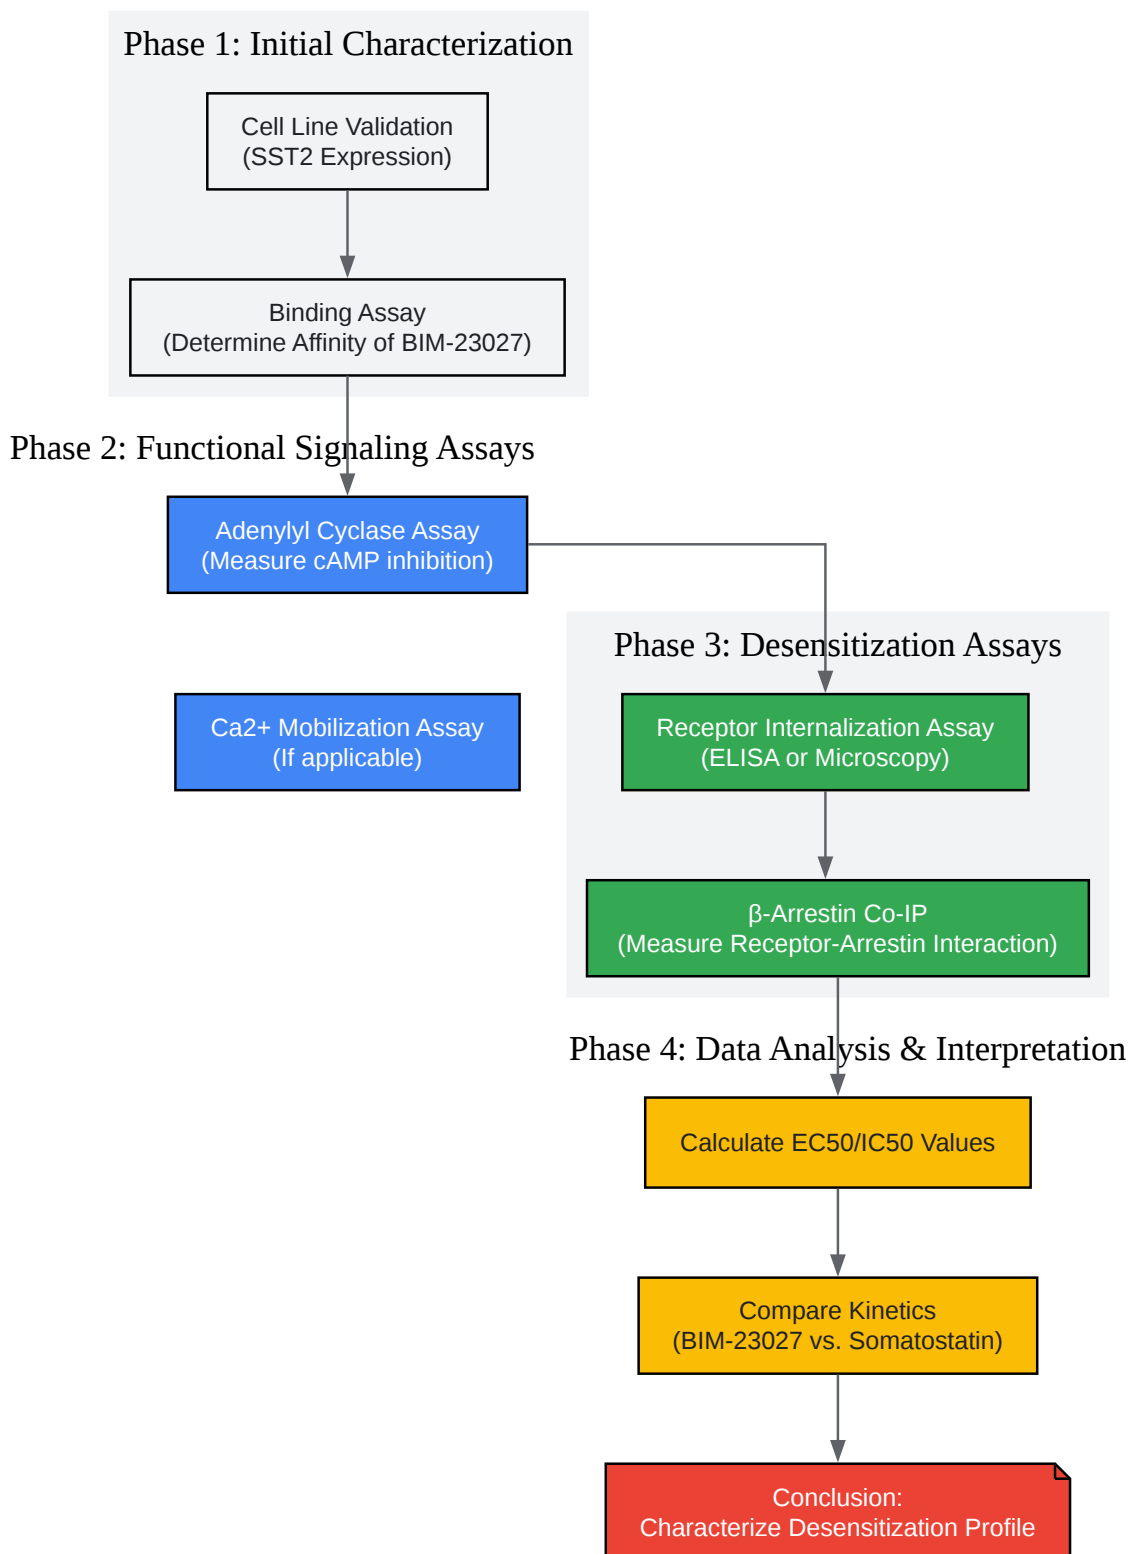 Phase 1: Initial Characterization
Cell Line Validation
(SST2 Expression)
Binding Assay
(Determine Affinity of BIM-23027)
Phase 2: Functional Signaling Assays
Adenylyl Cyclase Assay
(Measure cAMP inhibition)
Phase 3: Desensitization Assays
Ca2+ Mobilization Assay
(If applicable)
Receptor Internalization Assay
(ELISA or Microscopy)
β-Arrestin Co-IP
(Measure Receptor-Arrestin Interaction)
Phase 4: Data Analysis & Interpretation
Calculate EC50/IC50 Values
Compare Kinetics
(BIM-23027 vs. Somatostatin)
Conclusion:
Characterize Desensitization Profile